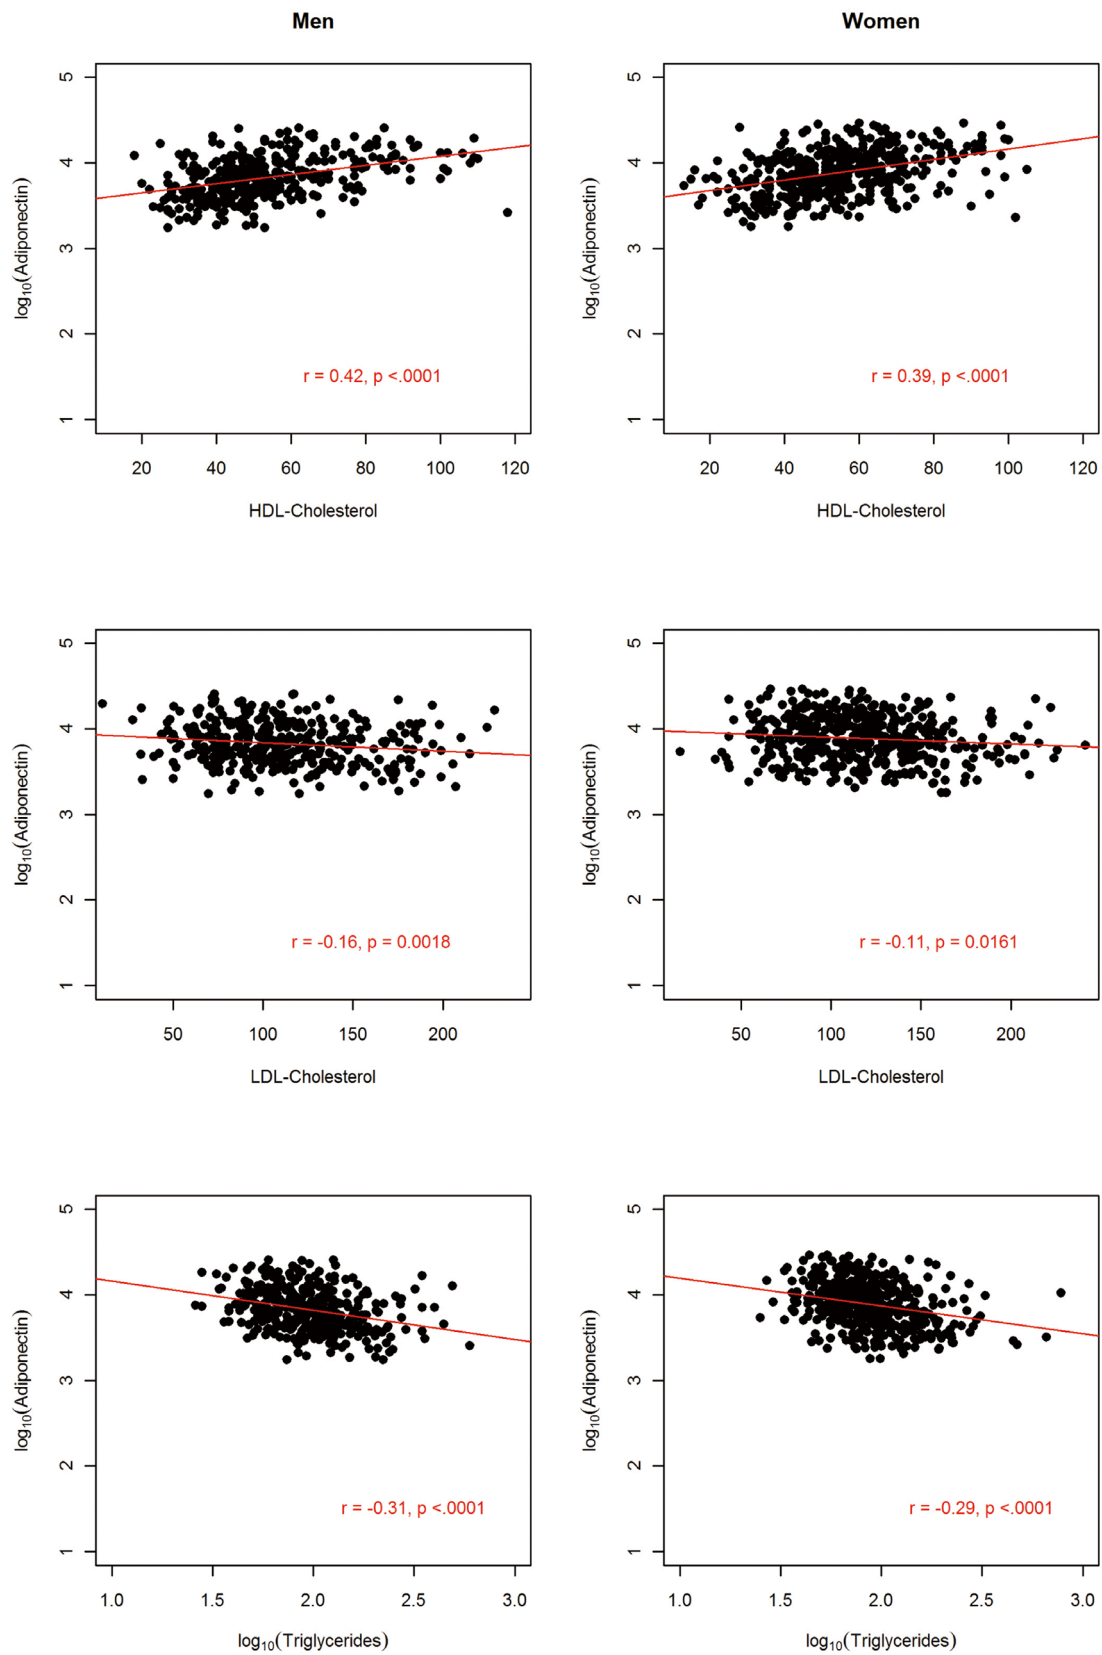 Men
Women
5
4
3
2
1
log10(Adiponectin)
r = 0.42, p <.0001
20 40 60 80 100 120
HDL-Cholesterol
5
4
3
2
1
log10(Adiponectin)
r = 0.39, p <.0001
20 40 60 80 100 120
HDL-Cholesterol
5
4
3
2
1
log10(Adiponectin)
r = -0.16, p = 0.0018
50 100 150 200
LDL-Cholesterol
5
4
3
2
1
log10(Adiponectin)
r = -0.11, p = 0.0161
50 100 150 200
LDL-Cholesterol
5
4
3
2
1
log10(Adiponectin)
r = -0.31, p <.0001
1.0 1.5 2.0 2.5 3.0
log10(Triglycerides)
5
4
3
2
1
log10(Adiponectin)
r = -0.29, p <.0001
1.0 1.5 2.0 2.5 3.0
log10(Triglycerides)